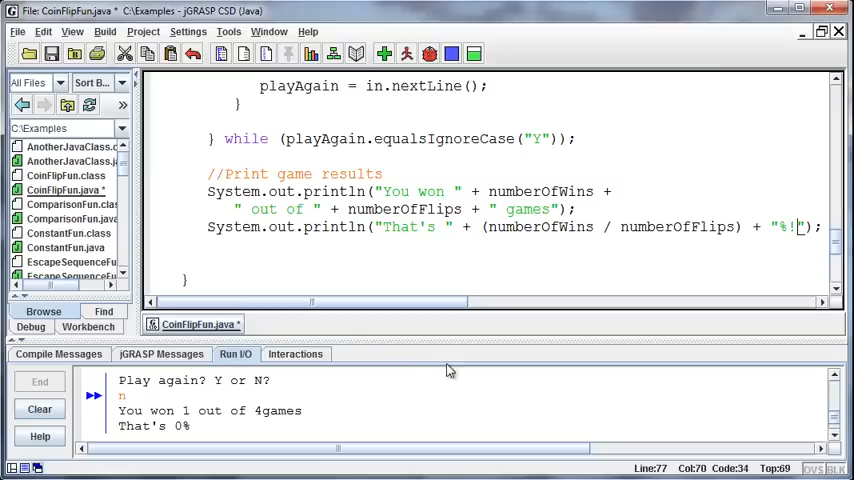 File: CoinFlipFun.java * C:\Examples - jGRASP CSD (Java)
File Edit View Build Project Settings Tools Window Help
All Files Sort B...
C:\Examples
AnotherJavaClass.c
AnotherJavaClass.j
CoinFlipFun.class
CoinFlipFun.java *
ComparisonFun.clas
ComparisonFun.java
ConstantFun.class
ConstantFun.java
EscapeSequenceFu
EscapeSequenceFu
Browse Find
Debug Workbench
playAgain = in.nextLine();
}
} while (playAgain.equalsIgnoreCase("Y"));
//Print game results
System.out.println("You won " + numberOfWins +
" out of " + numberOfFlips + " games");
System.out.println("That's " + (numberOfWins / numberOfFlips) + "%!");
}
CoinFlipFun.java *
Compile Messages jGRASP Messages Run I/O Interactions
End
Clear
Help
Play again? Y or N?
n
You won 1 out of 4games
That's 0%
Line:77 Col:70 Code:34 Top:69 OVS BLK